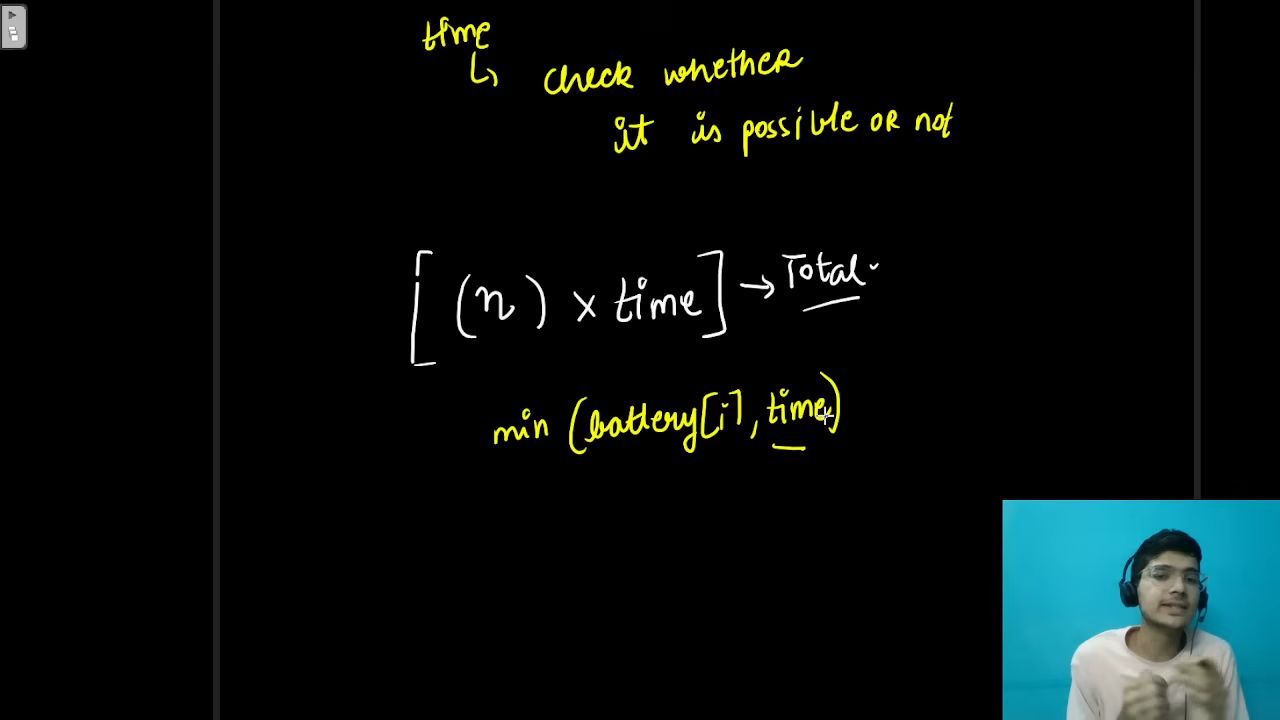 time
↳ check whether
it is possible or not
[(n) × time] → Total
min (battery[i], time)